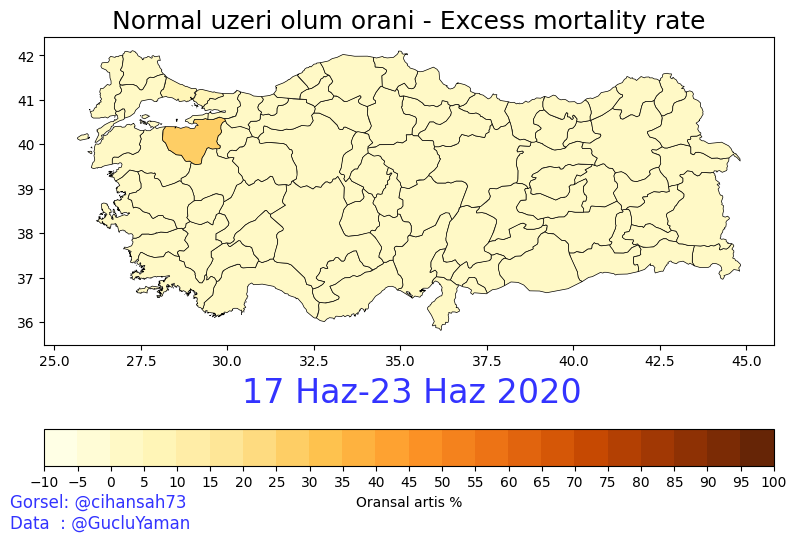 Normal uzeri olum orani - Excess mortality rate
42
41
40
39
38
37
36
25.0 27.5 30.0 32.5 35.0 37.5 40.0 42.5 45.0
17 Haz-23 Haz 2020
−10 −5 0 5 10 15 20 25 30 35 40 45 50 55 60 65 70 75 80 85 90 95 100
Oransal artis %
Gorsel: @cihansah73
Data  : @GucluYaman